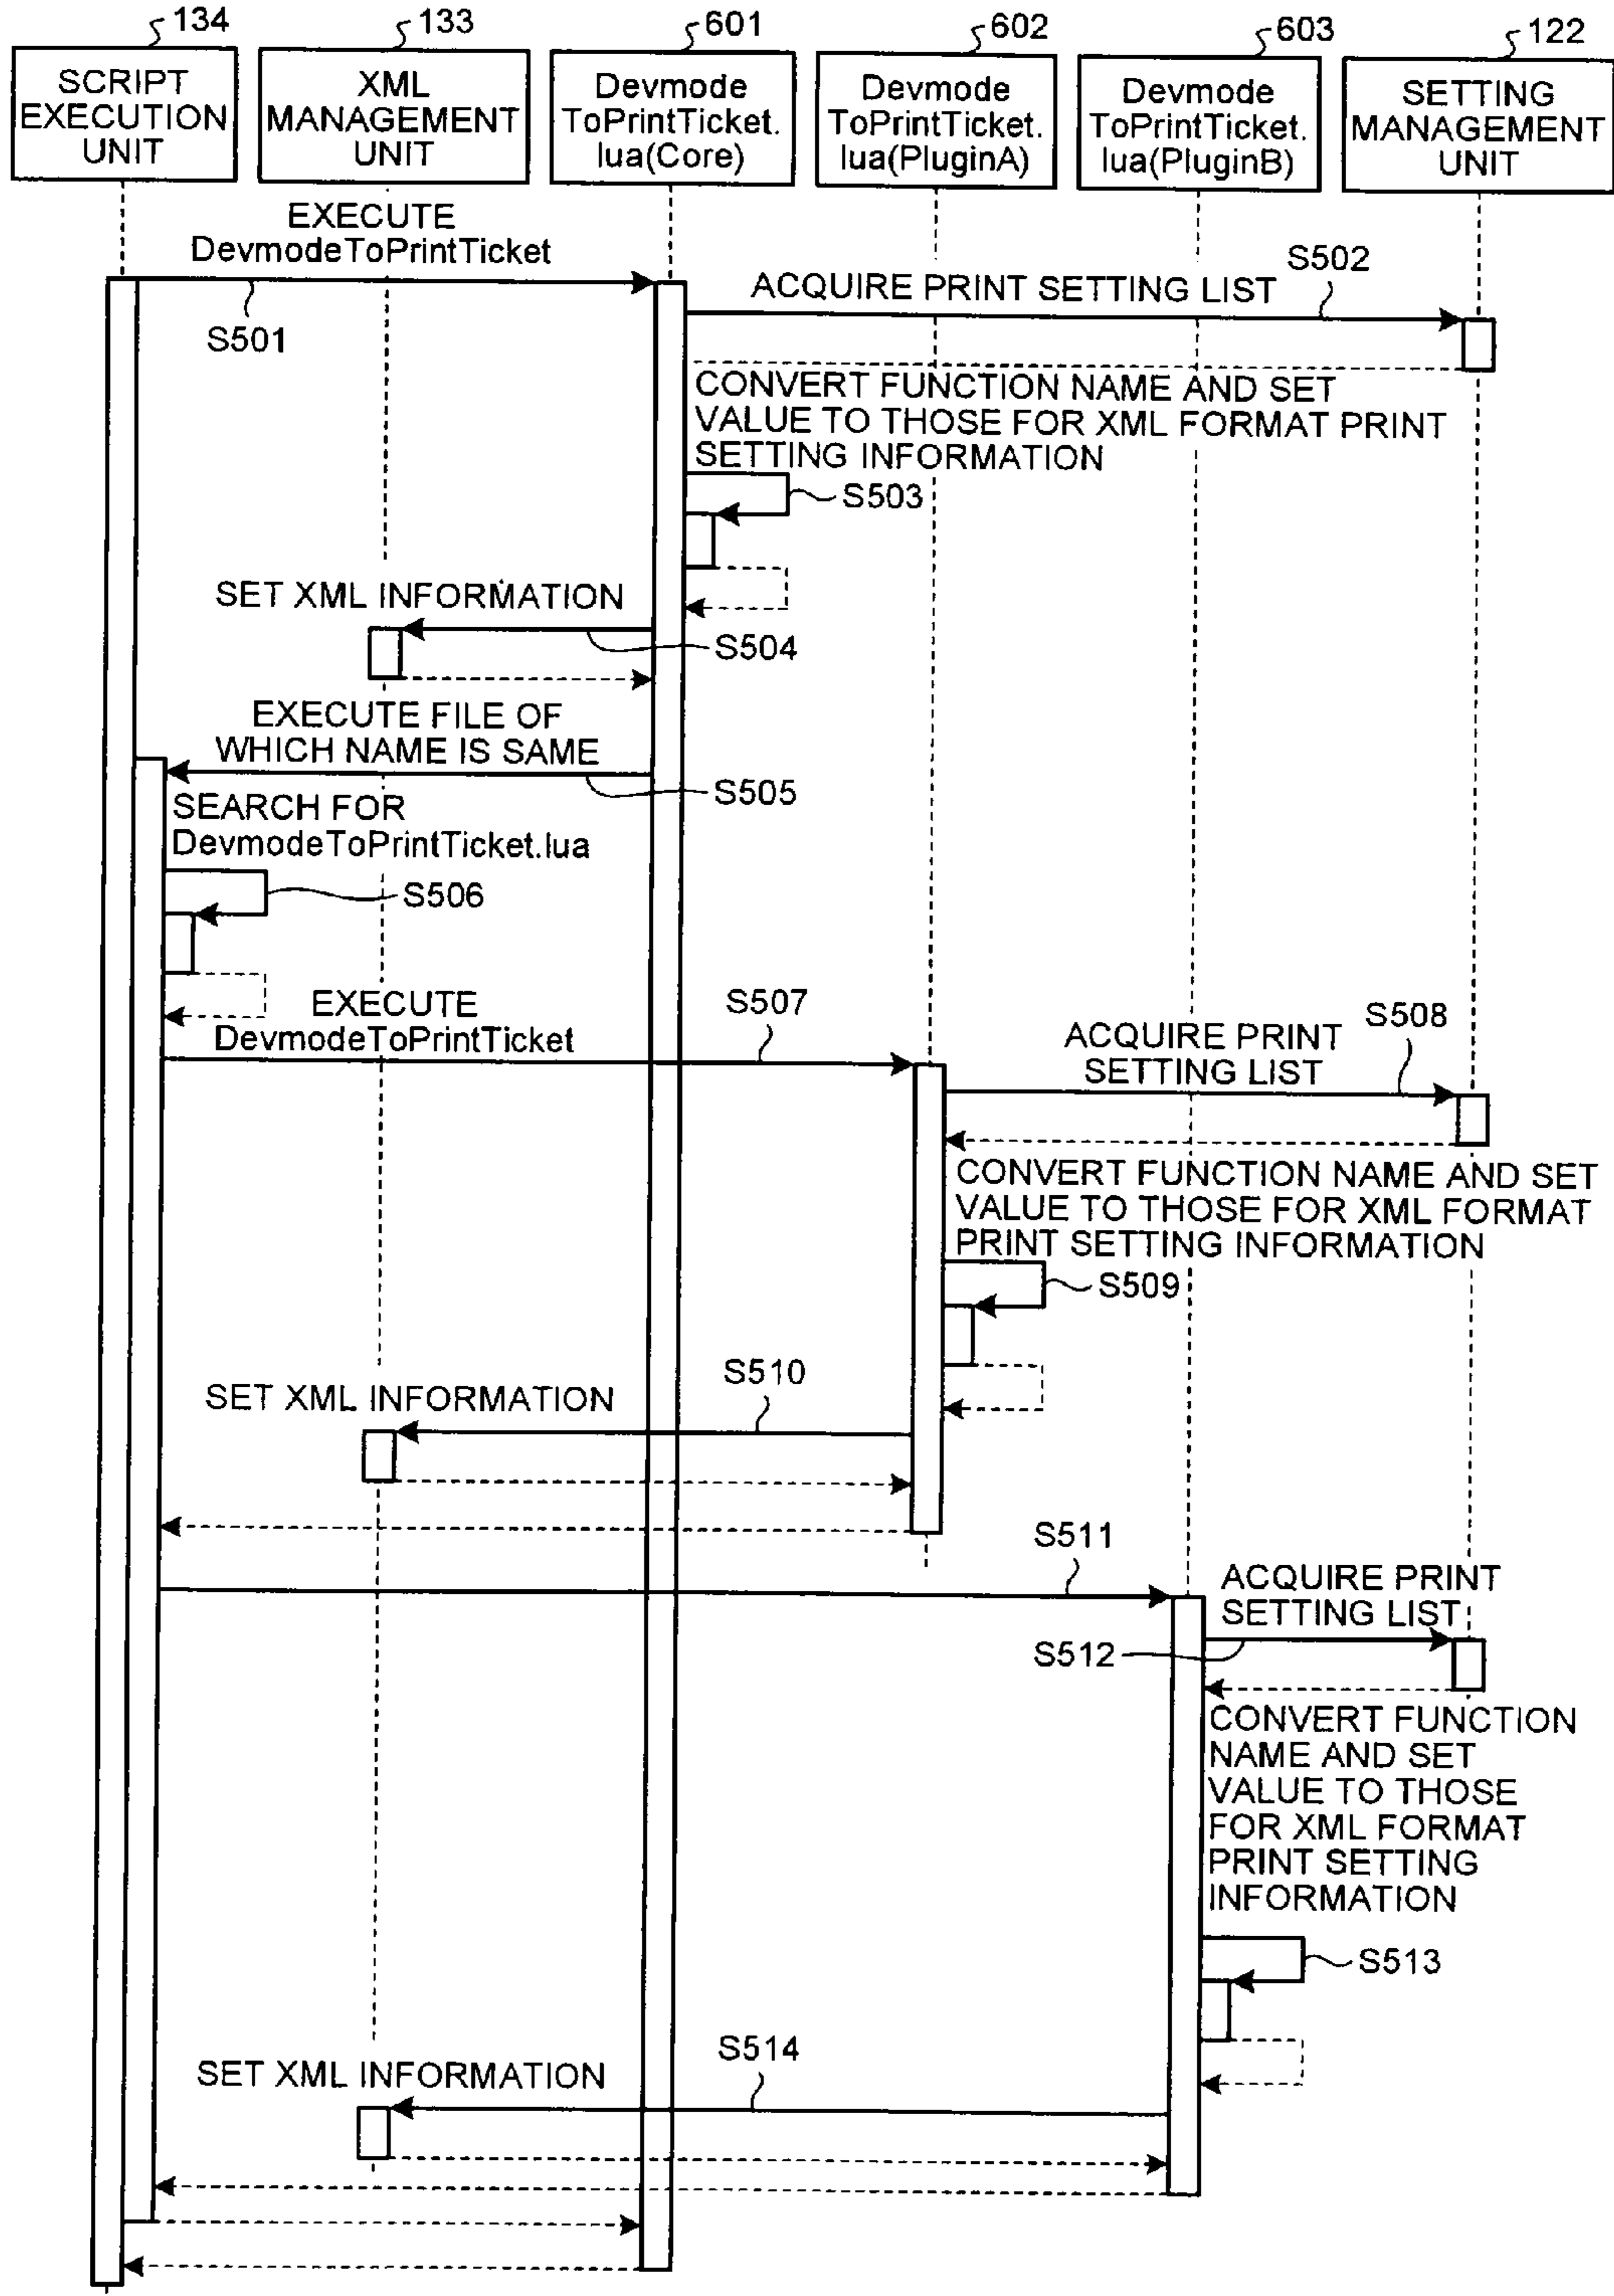 134
133
601
602
603
122
SCRIPT
EXECUTION
UNIT
XML
MANAGEMENT
UNIT
Devmode
ToPrintTicket.
lua(Core)
Devmode
ToPrintTicket.
lua(PluginA)
Devmode
ToPrintTicket.
lua(PluginB)
SETTING
MANAGEMENT
UNIT
EXECUTE
DevmodeToPrintTicket
S501
ACQUIRE PRINT SETTING LIST
S502
CONVERT FUNCTION NAME AND SET
VALUE TO THOSE FOR XML FORMAT PRINT
SETTING INFORMATION
S503
SET XML INFORMATION
S504
EXECUTE FILE OF
WHICH NAME IS SAME
S505
SEARCH FOR
DevmodeToPrintTicket.lua
S506
EXECUTE
DevmodeToPrintTicket
S507
ACQUIRE PRINT
SETTING LIST
S508
CONVERT FUNCTION NAME AND SET
VALUE TO THOSE FOR XML FORMAT
PRINT SETTING INFORMATION
S509
SET XML INFORMATION
S510
S511
ACQUIRE PRINT
SETTING LIST
S512
CONVERT FUNCTION
NAME AND SET
VALUE TO THOSE
FOR XML FORMAT
PRINT SETTING
INFORMATION
S513
SET XML INFORMATION
S514